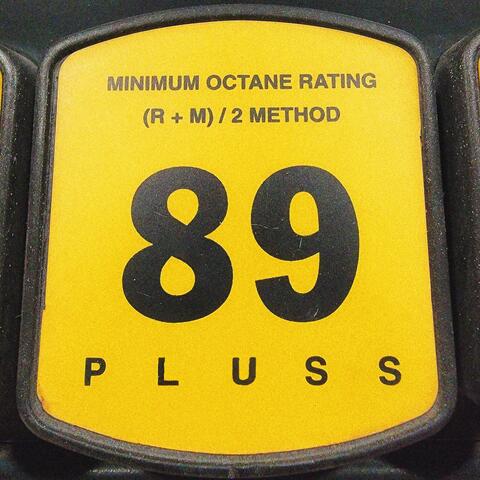 MINIMUM OCTANE RATING
(R + M) / 2 METHOD
89
PLUSS